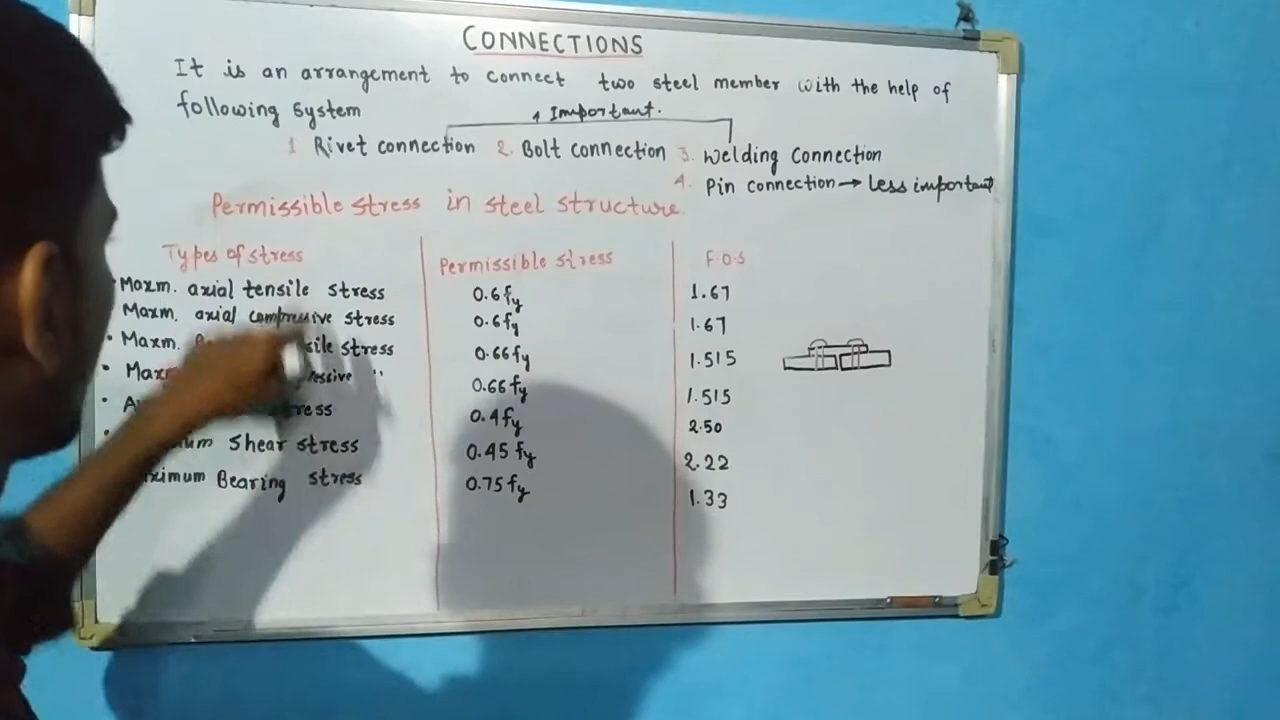 CONNECTIONS
It is an arrangement to connect two steel member with the help of
following system
Important.
1 Rivet connection 2. Bolt connection 3. Welding Connection
4. Pin connection → Less important
Permissible stress in steel structure.
Types of stress Permissible stress F.O.S
Maxm. axial tensile stress 0.6fy 1.67
Maxm. axial compressive stress 0.6fy 1.67
• Maxm. stress 0.66fy 1.515
• 0.66fy 1.515
• 0.4fy 2.50
Shear stress 0.45fy 2.22
Bearing stress 0.75fy 1.33